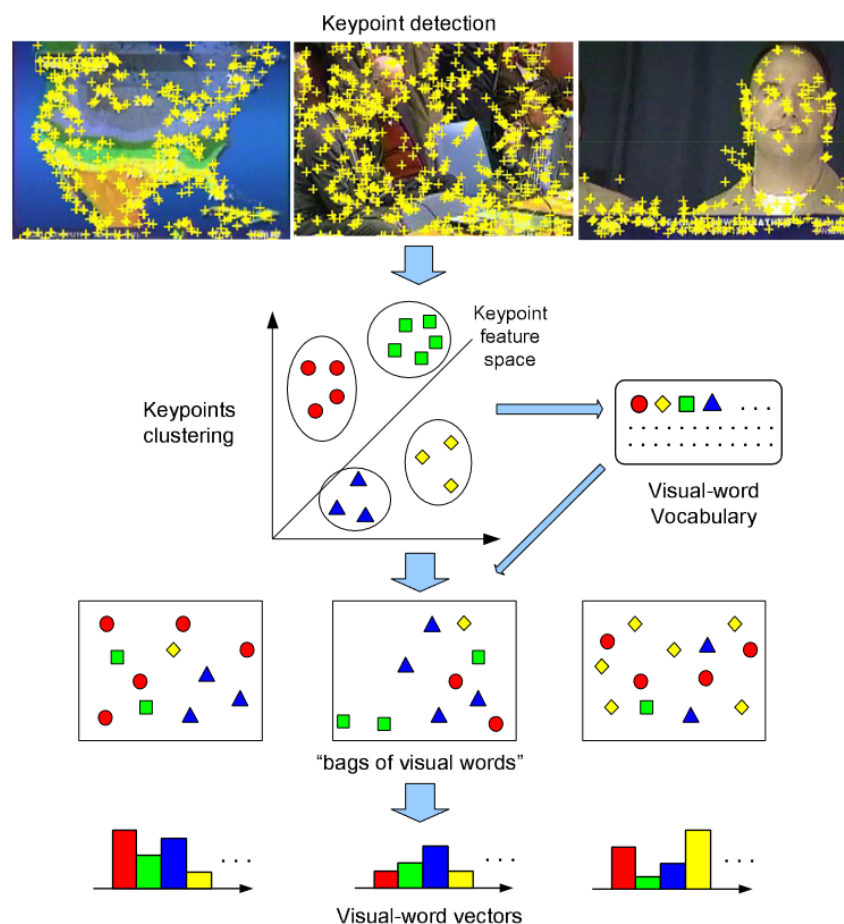 Keypoint detection
Keypoint
feature
space
Keypoints
clustering
. . .
Visual-word
Vocabulary
“bags of visual words”
. . .
. . .
. . .
Visual-word vectors